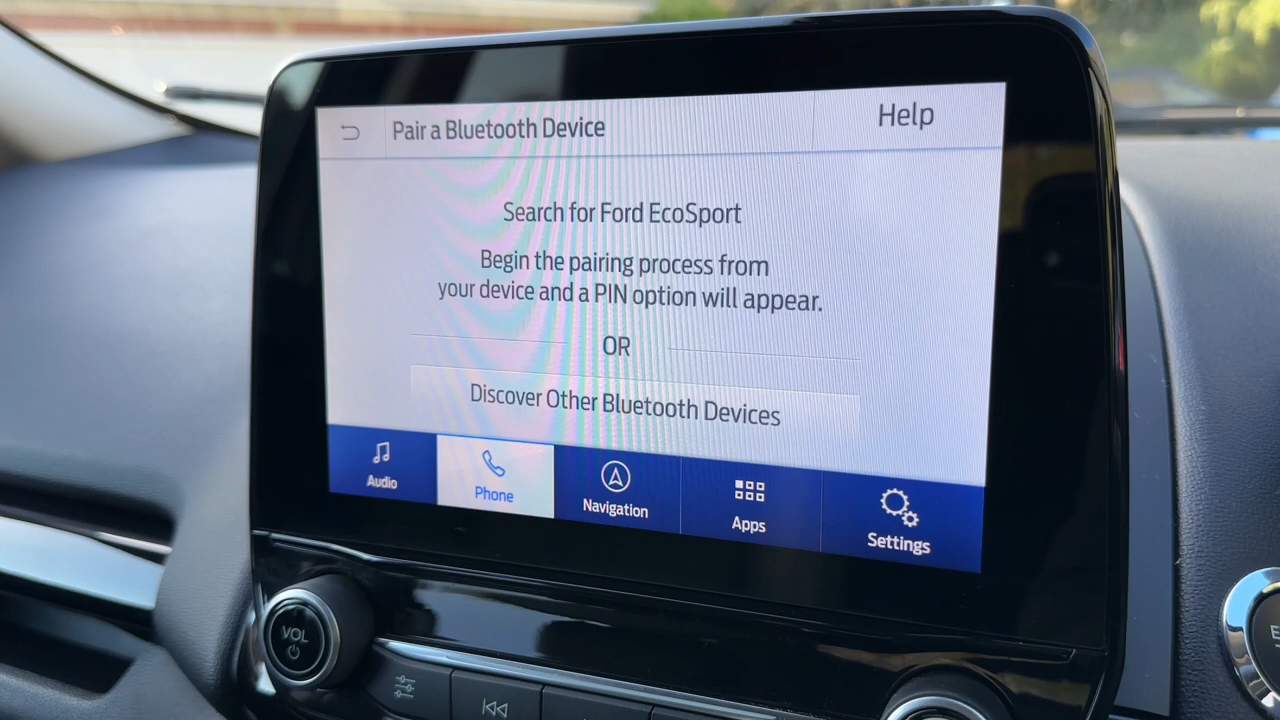 Pair a Bluetooth Device
Help
Search for Ford EcoSport
Begin the pairing process from
your device and a PIN option will appear.
OR
Discover Other Bluetooth Devices
Audio
Phone
Navigation
Apps
Settings
VOL